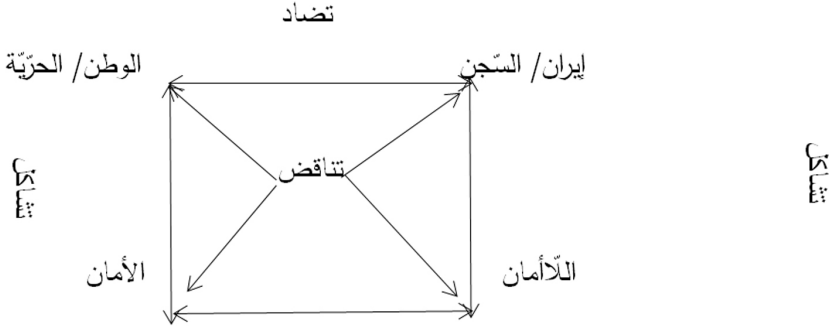 تضاد
إيران/ السّجن
الوطن/ الحرّيّة
تشاكل
تناقض
تشاكل
اللّاأمان
الأمان